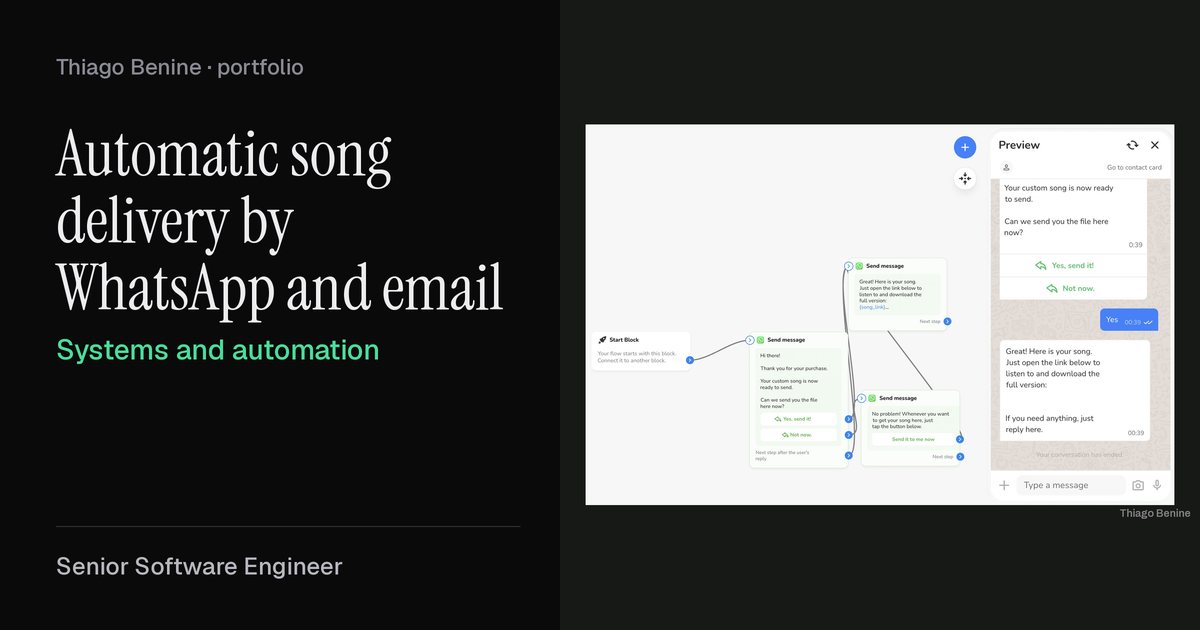 Thiago Benine · portfolio
Automatic song
delivery by
WhatsApp and email
Systems and automation
Senior Software Engineer
Start Block
Your flow starts with this block.
Connect it to another block.
Send message
Hi there!
Thank you for your purchase.
Your custom song is now
ready to send.
Can we send you the file
here now?
Yes, send it!
Not now.
Next step after the user's
reply
Send message
Great! Here is your song.
Just open the link below to
listen to and download the
full version:
{song_link}...
Next step
Send message
No problem! Whenever you want
to get your song here, just
tap the button below.
Send it to me now
Next step
Preview
Go to contact card
Your custom song is now ready
to send.
Can we send you the file here
now?
0:39
Yes, send it!
Not now.
Yes 00:39
Great! Here is your song.
Just open the link below to
listen to and download the
full version:
If you need anything, just
reply here.
00:39
Your conversation has ended
Type a message
Thiago Benine